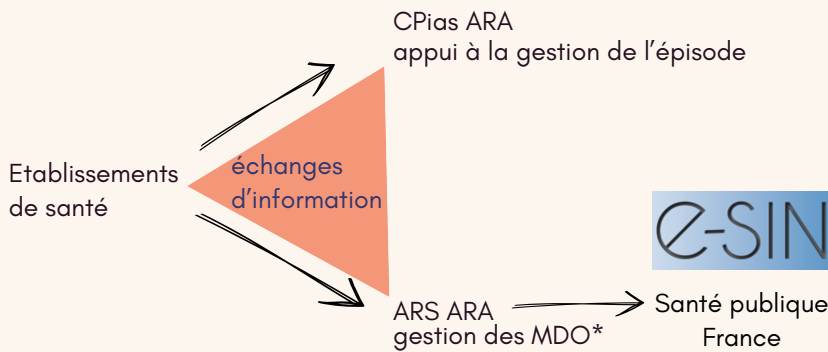 CPias ARA
appui à la gestion de l'épisode
Etablissements
de santé
échanges
d'information
e-SIN
ARS ARA
gestion des MDO*
Santé publique
France